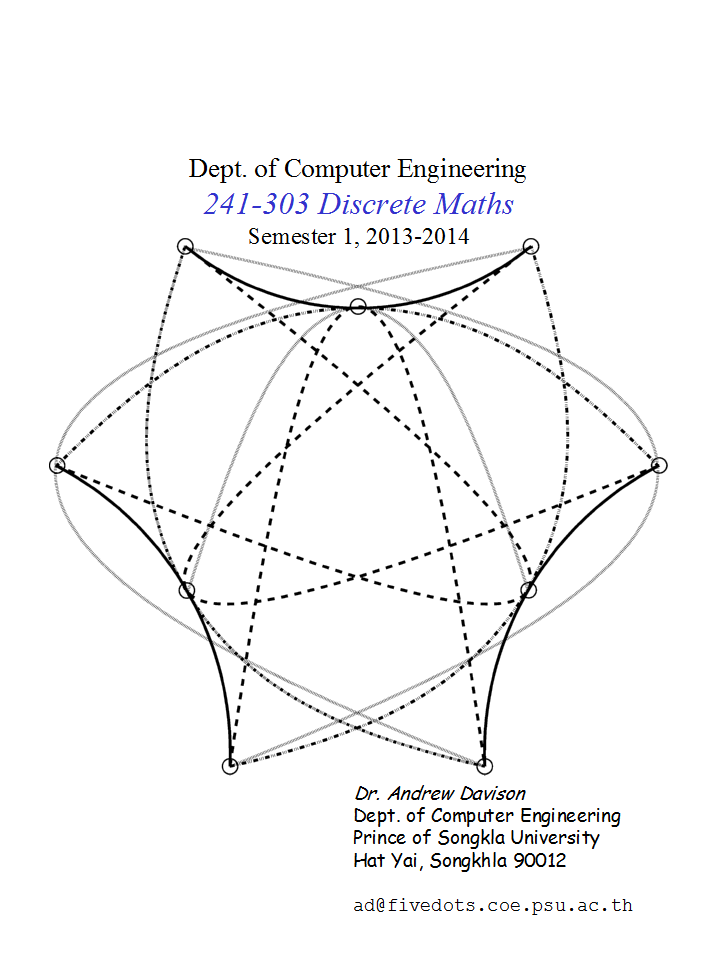 Dept. of Computer Engineering
241-303 Discrete Maths
Semester 1, 2013-2014
Dr. Andrew Davison
Dept. of Computer Engineering
Prince of Songkla University
Hat Yai, Songkhla 90012
ad@fivedots.coe.psu.ac.th